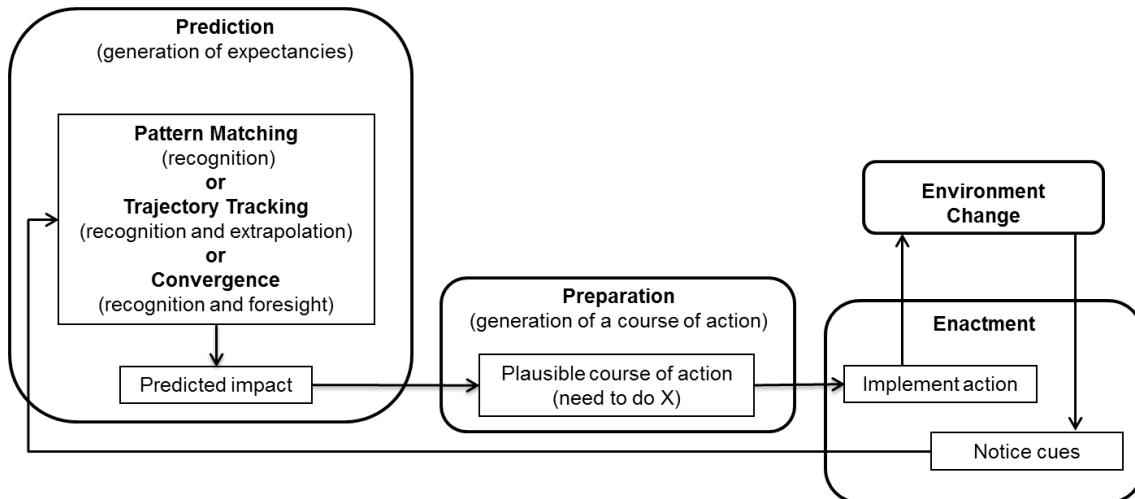 Prediction
(generation of expectancies)
Pattern Matching
(recognition)
or
Trajectory Tracking
(recognition and extrapolation)
or
Convergence
(recognition and foresight)
Predicted impact
Preparation
(generation of a course of action)
Plausible course of action
(need to do X)
Environment
Change
Enactment
Implement action
Notice cues